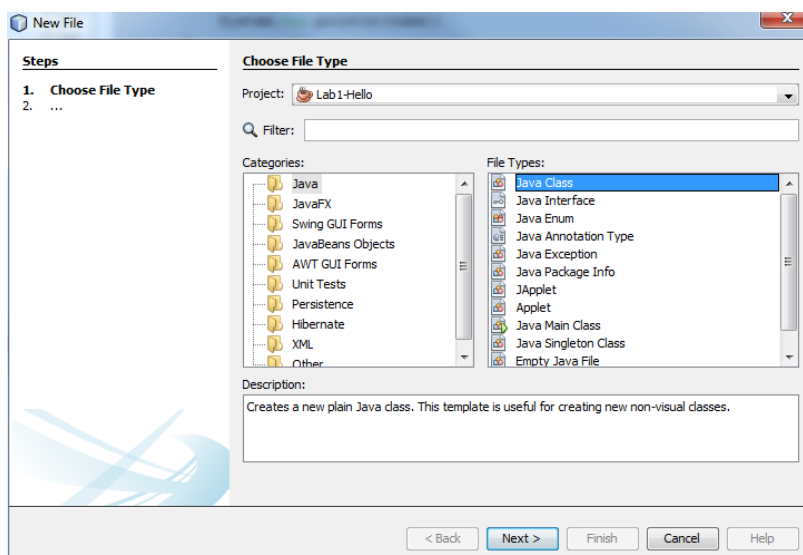 New File
X
Steps
1. Choose File Type
2. ...
Choose File Type
Project: Lab1-Hello
Filter:
Categories:
Java
JavaFX
Swing GUI Forms
JavaBeans Objects
AWT GUI Forms
Unit Tests
Persistence
Hibernate
XML
Other
File Types:
Java Class
Java Interface
Java Enum
Java Annotation Type
Java Exception
Java Package Info
JApplet
Applet
Java Main Class
Java Singleton Class
Empty Java File
Description:
Creates a new plain Java class. This template is useful for creating new non-visual classes.
< Back
Next >
Finish
Cancel
Help